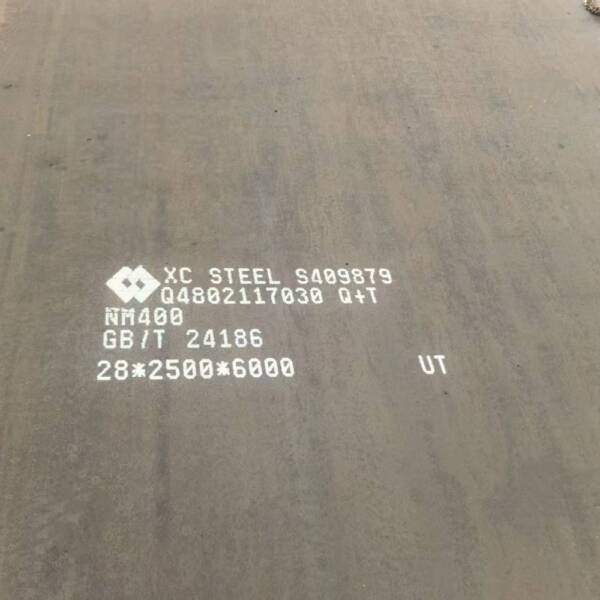 XC STEEL S409879
Q4802117030 Q+T
NM400
GB/T 24186
28*2500*6000 UT